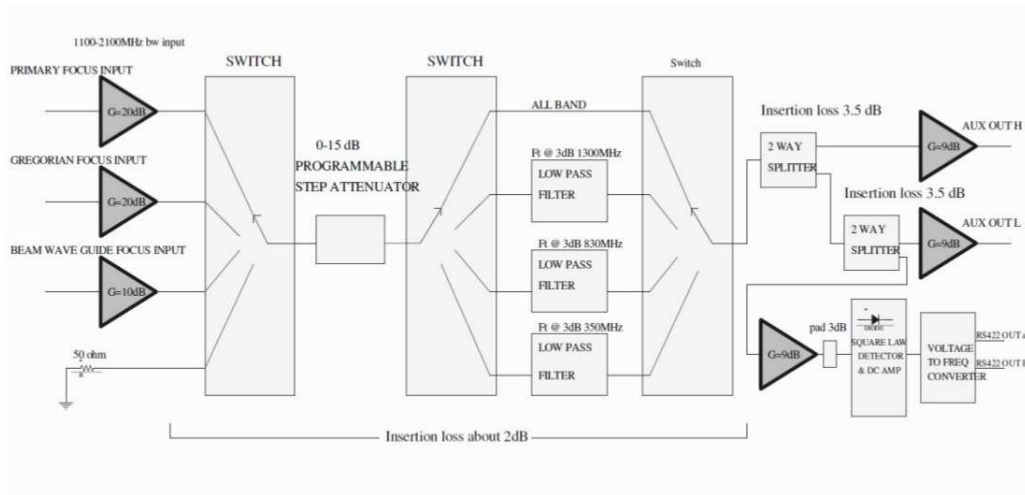 1100-2100MHz bw input
PRIMARY FOCUS INPUT
G=20dB
GREGORIAN FOCUS INPUT
G=20dB
BEAM WAVE GUIDE FOCUS INPUT
G=10dB
50 ohm
SWITCH
0-15 dB
PROGRAMMABLE
STEP ATTENUATOR
SWITCH
ALL BAND
Ft @ 3dB 1300MHz
LOW PASS
FILTER
Ft @ 3dB 830MHz
LOW PASS
FILTER
Ft @ 3dB 350MHz
LOW PASS
FILTER
Switch
Insertion loss 3.5 dB
2 WAY
SPLITTER
G=9dB
AUX OUT H
Insertion loss 3.5 dB
2 WAY
SPLITTER
G=9dB
AUX OUT L
G=9dB
pad 3dB
SQUARE LAW
DETECTOR
& DC AMP
VOLTAGE
TO FREQ
CONVERTER
RS422 OUT
RS422 OUT
Insertion loss about 2dB